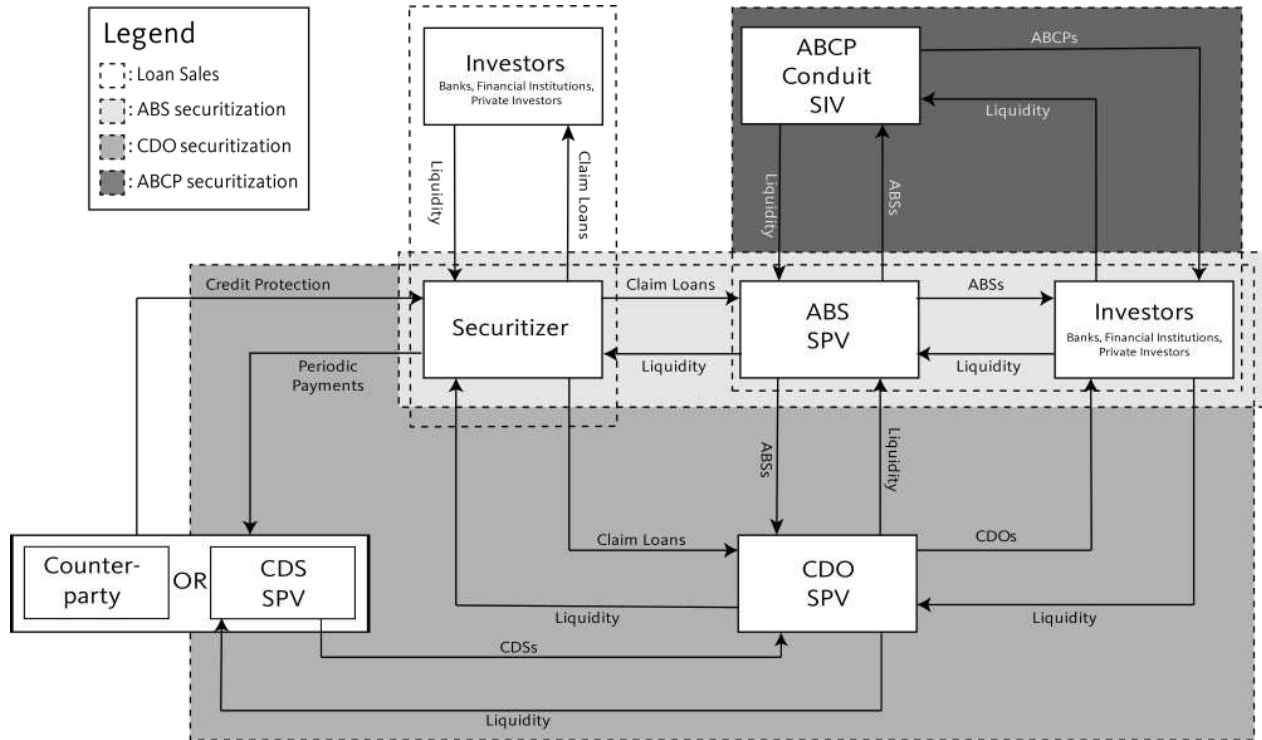 Legend
: Loan Sales
: ABS securitization
: CDO securitization
: ABCP securitization
Investors
Banks, Financial Institutions,
Private Investors
ABCP
Conduit
SIV
ABCPs
Liquidity
Liquidity
Claim Loans
Liquidity
ABSs
Credit Protection
Securitizer
Claim Loans
ABS
SPV
ABSs
Investors
Banks, Financial Institutions,
Private Investors
Periodic
Payments
Liquidity
Liquidity
ABSs
Liquidity
Counter-
party
OR
CDS
SPV
Claim Loans
CDO
SPV
CDOs
Liquidity
Liquidity
CDSs
Liquidity